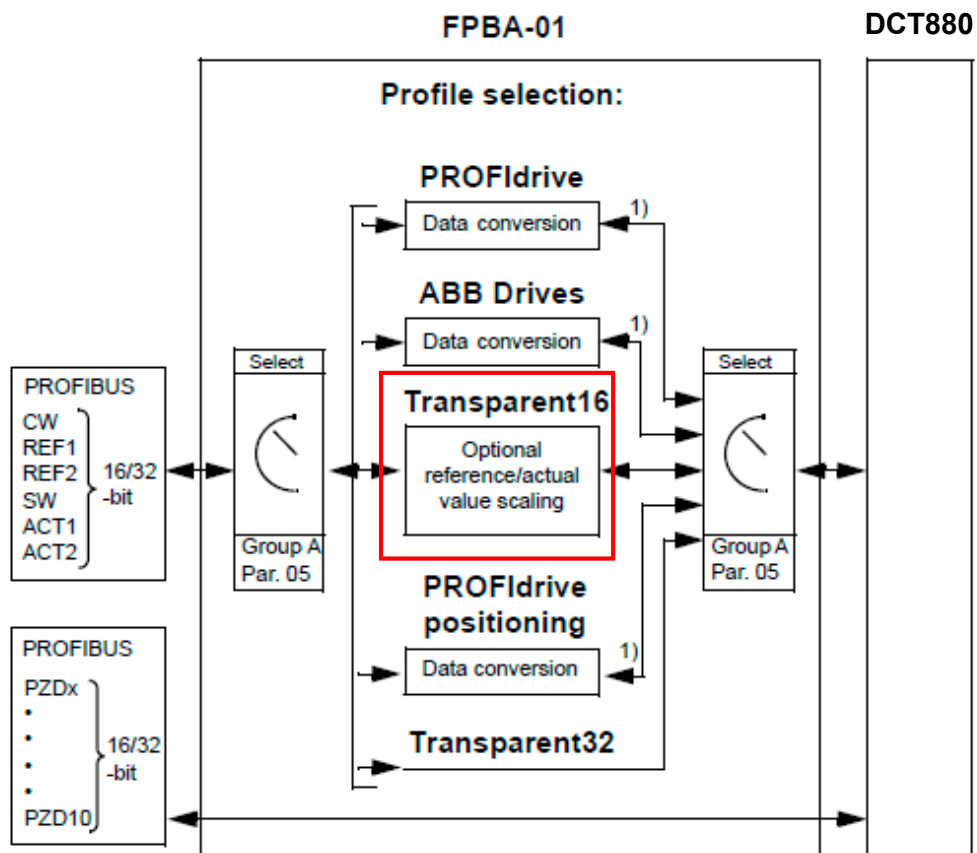 FPBA-01
DCT880
Profile selection:
PROFIdrive
Data conversion
1)
ABB Drives
Data conversion
1)
Transparent16
Optional
reference/actual
value scaling
PROFIdrive
positioning
Data conversion
1)
Transparent32
Select
Group A
Par. 05
Select
Group A
Par. 05
PROFIBUS
CW
REF1
REF2
SW
ACT1
ACT2
16/32
-bit
PROFIBUS
PZDx
•
•
•
•
PZD10
16/32
-bit